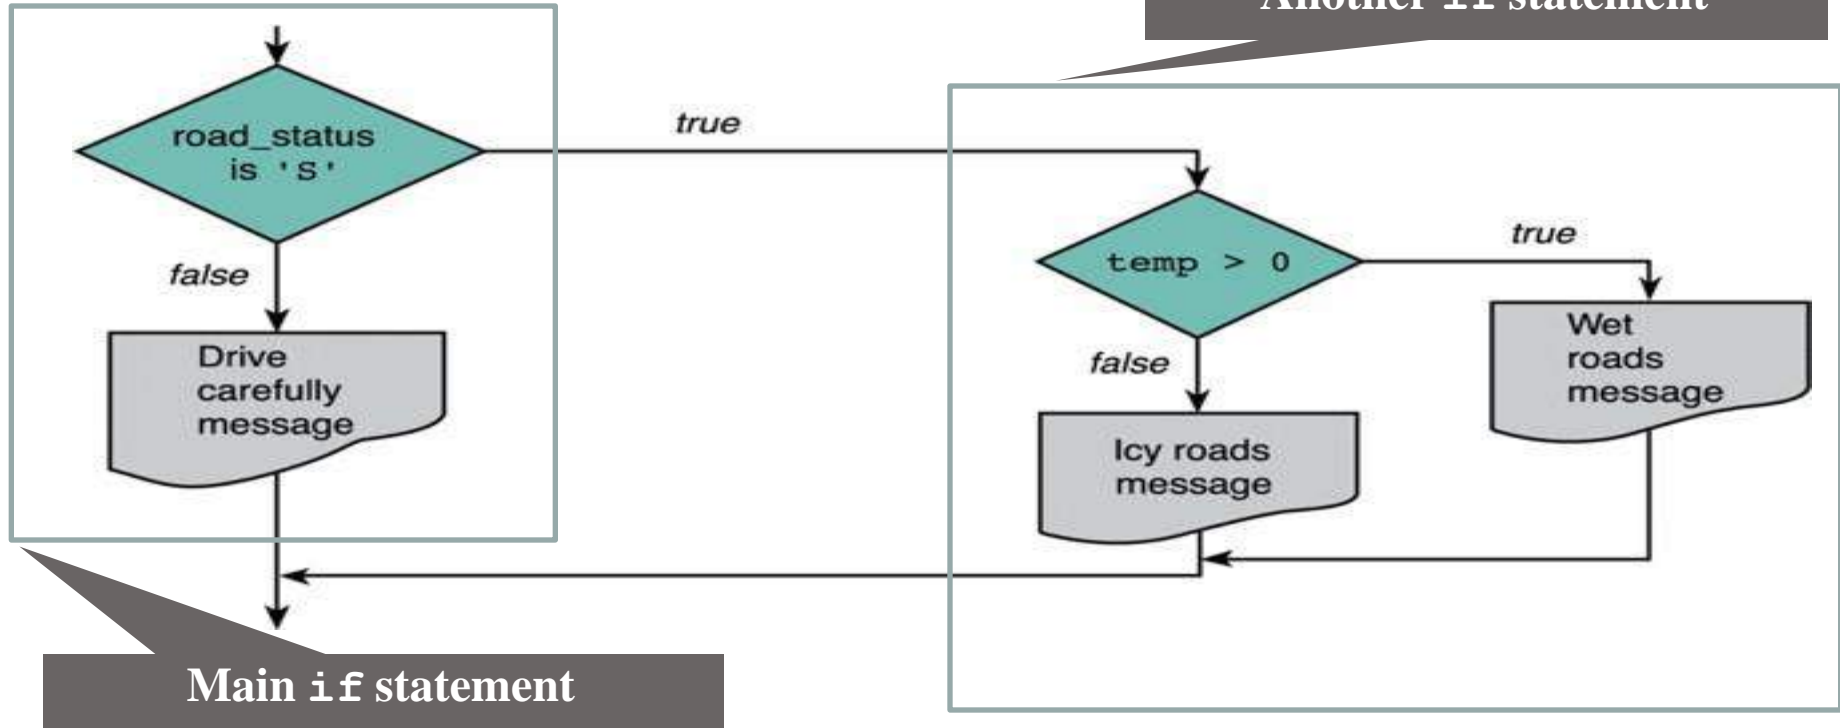 Another if statement
true
road_status
is 'S'
true
temp > 0
false
Wet
roads
message
Drive
carefully
message
false
Icy roads
message
Main if statement